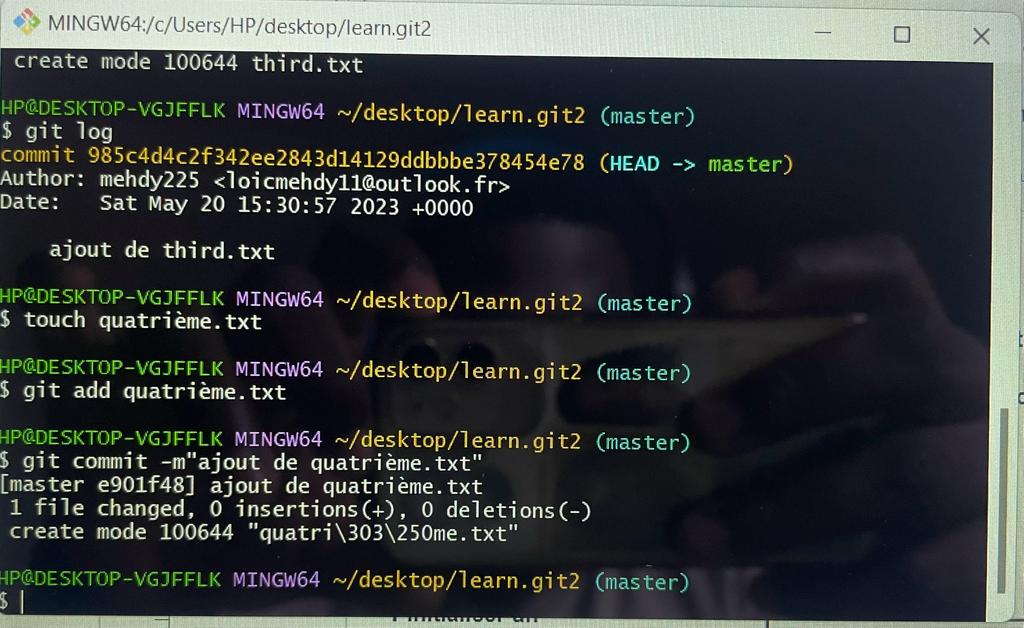 MINGW64:/c/Users/HP/desktop/learn.git2
create mode 100644 third.txt
HP@DESKTOP-VGJFFLK MINGW64 ~/desktop/learn.git2 (master)
$ git log
commit 985c4d4c2f342ee2843d14129ddbbbe378454e78 (HEAD -> master)
Author: mehdy225 <loicmehdy11@outlook.fr>
Date:   Sat May 20 15:30:57 2023 +0000
ajout de third.txt
HP@DESKTOP-VGJFFLK MINGW64 ~/desktop/learn.git2 (master)
$ touch quatrième.txt
HP@DESKTOP-VGJFFLK MINGW64 ~/desktop/learn.git2 (master)
$ git add quatrième.txt
HP@DESKTOP-VGJFFLK MINGW64 ~/desktop/learn.git2 (master)
$ git commit -m"ajout de quatrième.txt"
[master e901f48] ajout de quatrième.txt
1 file changed, 0 insertions(+), 0 deletions(-)
create mode 100644 "quatri\303\250me.txt"
HP@DESKTOP-VGJFFLK MINGW64 ~/desktop/learn.git2 (master)
$